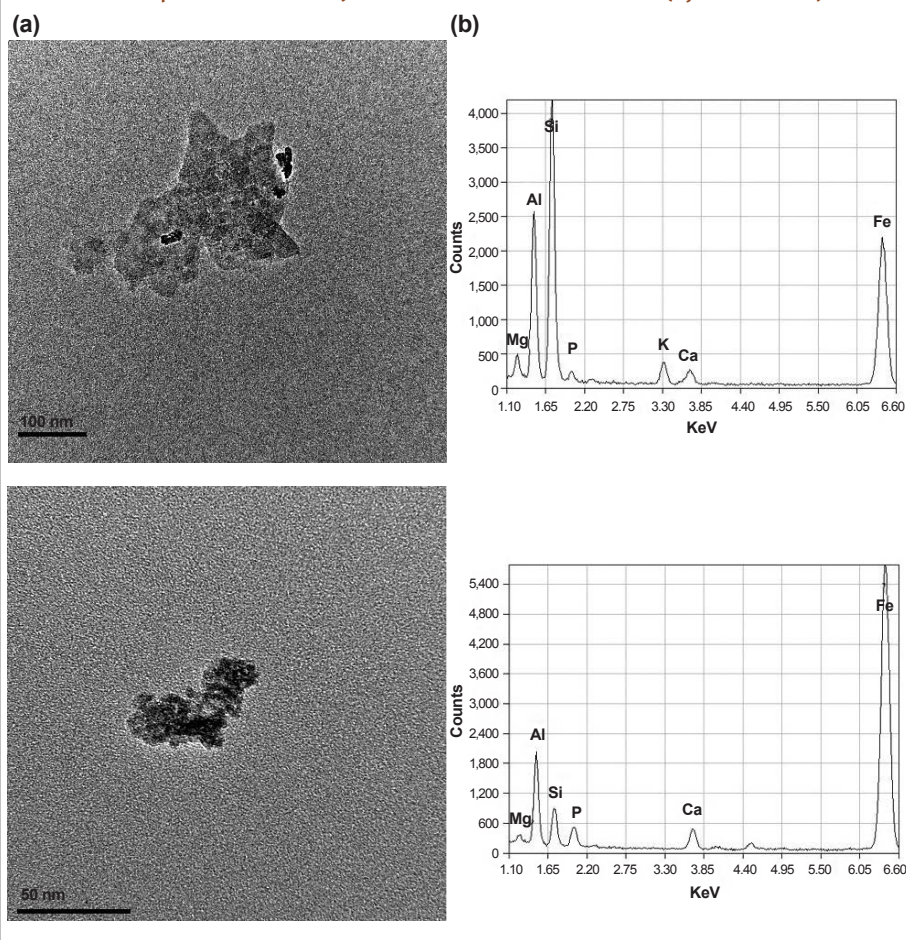 (a)
(b)
100 nm
4,000
3,500
3,000
2,500
2,000
1,500
1,000
500
0
Counts
Mg
Al
Si
P
K
Ca
Fe
1.10 1.65 2.20 2.75 3.30 3.85 4.40 4.95 5.50 6.05 6.60
KeV
50 nm
5,400
4,800
4,200
3,600
3,000
2,400
1,800
1,200
600
0
Counts
Mg
Al
Si
P
Ca
Fe
1.10 1.65 2.20 2.75 3.30 3.85 4.40 4.95 5.50 6.05 6.60
KeV